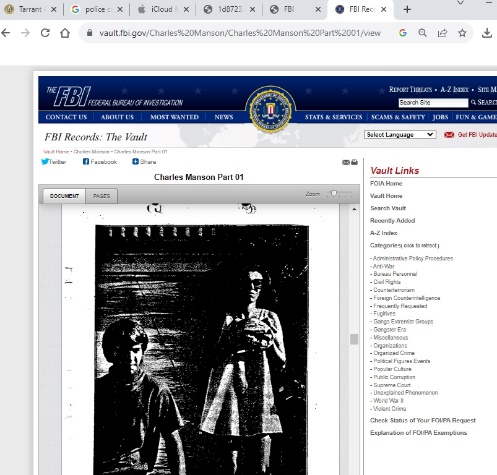 Tarrant
police c
iCloud M
1d8723
FBI
FBI Rec
vault.fbi.gov/Charles%20Manson/Charles%20Manson%20Part%2001/view
THE FBI FEDERAL BUREAU OF INVESTIGATION
REPORT THREATS • A-Z INDEX • SITE M
Search Site
SEARC
CONTACT US
ABOUT US
MOST WANTED
NEWS
STATS & SERVICES
SCAMS & SAFETY
JOBS
FUN & GAME
FBI Records: The Vault
Select Language
Get FBI Update
Vault Home • Charles Manson • Charles Manson Part 01
Twitter
Facebook
Share
Charles Manson Part 01
DOCUMENT
PAGES
Zoom
Vault Links
FOIA Home
Vault Home
Search Vault
Recently Added
A-Z Index
Categories( click to retract )
- Administrative Policy Procedures
- Anti-War
- Bureau Personnel
- Civil Rights
- Counterterrorism
- Foreign Counterintelligence
- Frequently Requested
- Fugitives
- Gangs Extremist Groups
- Gangster Era
- Miscellaneous
- Organizations
- Organized Crime
- Political Figures Events
- Popular Culture
- Public Corruption
- Supreme Court
- Unexplained Phenomenon
- World War II
- Violent Crime
Check Status of Your FOI/PA Request
Explanation of FOI/PA Exemptions